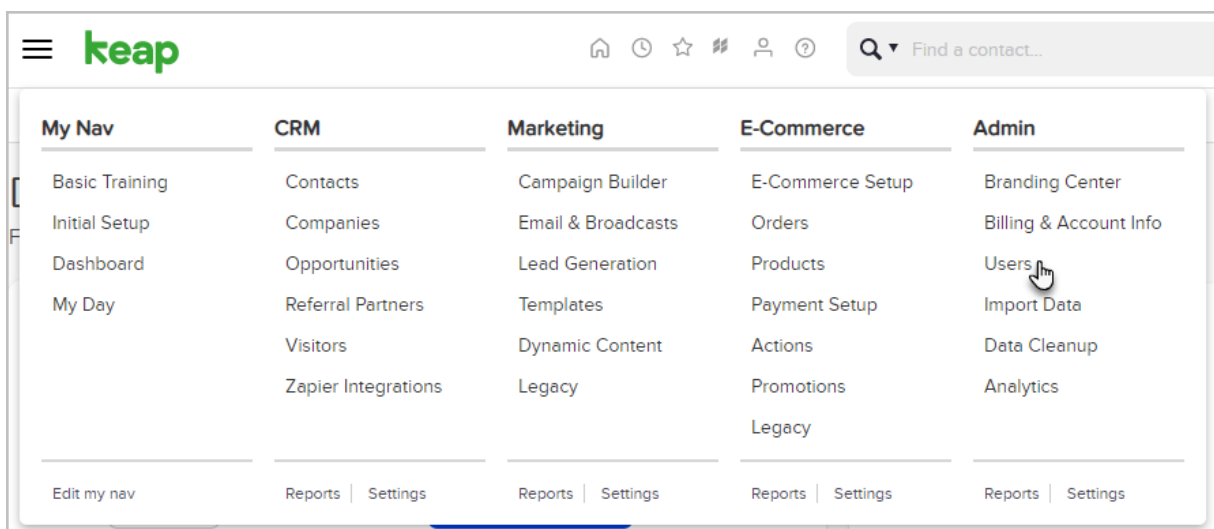 keap
Find a contact...
My Nav
Basic Training
Initial Setup
Dashboard
My Day
Edit my nav
CRM
Contacts
Companies
Opportunities
Referral Partners
Visitors
Zapier Integrations
Reports | Settings
Marketing
Campaign Builder
Email & Broadcasts
Lead Generation
Templates
Dynamic Content
Legacy
Reports | Settings
E-Commerce
E-Commerce Setup
Orders
Products
Payment Setup
Actions
Promotions
Legacy
Reports | Settings
Admin
Branding Center
Billing & Account Info
Users
Import Data
Data Cleanup
Analytics
Reports | Settings